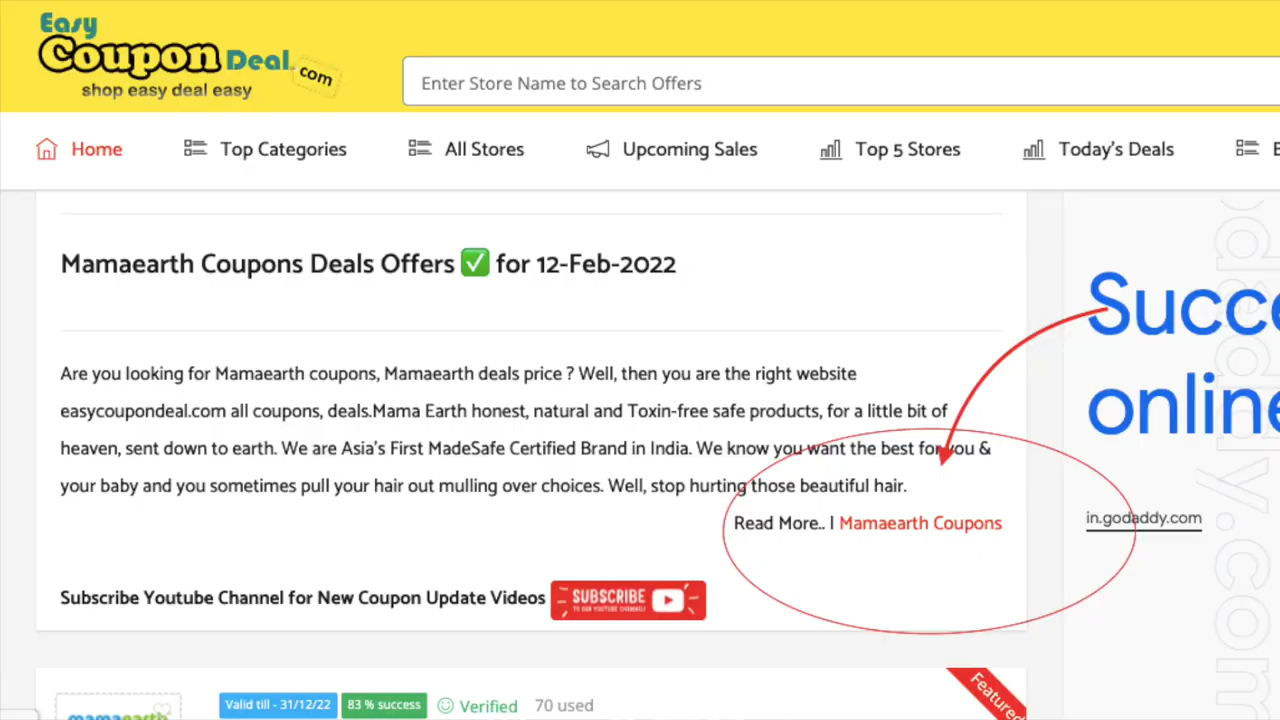 Easy
Coupon Deal .com
shop easy deal easy
Enter Store Name to Search Offers
Home Top Categories All Stores Upcoming Sales Top 5 Stores Today's Deals
Mamaearth Coupons Deals Offers ✅ for 12-Feb-2022
Are you looking for Mamaearth coupons, Mamaearth deals price ? Well, then you are the right website
easycoupondeal.com all coupons, deals.Mama Earth honest, natural and Toxin-free safe products, for a little bit of
heaven, sent down to earth. We are Asia's First MadeSafe Certified Brand in India. We know you want the best for you &
your baby and you sometimes pull your hair out mulling over choices. Well, stop hurting those beautiful hair.
Read More.. | Mamaearth Coupons
Subscribe Youtube Channel for New Coupon Update Videos SUBSCRIBE
TO OUR YOUTUBE CHANNEL!
Succe
online
in.godaddy.com
Valid till - 31/12/22 83 % success Verified 70 used
Featured
mamaearth